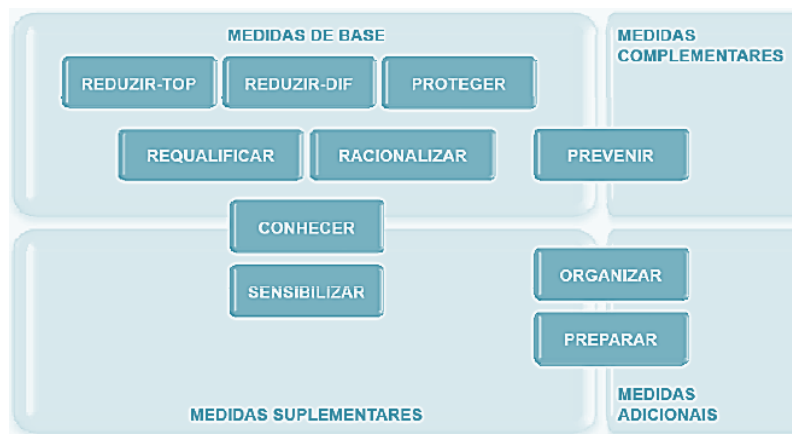 MEDIDAS DE BASE
MEDIDAS
COMPLEMENTARES
REDUZIR-TOP
REDUZIR-DIF
PROTEGER
REQUALIFICAR
RACIONALIZAR
PREVENIR
CONHECER
SENSIBILIZAR
ORGANIZAR
PREPARAR
MEDIDAS SUPLEMENTARES
MEDIDAS
ADICIONAIS